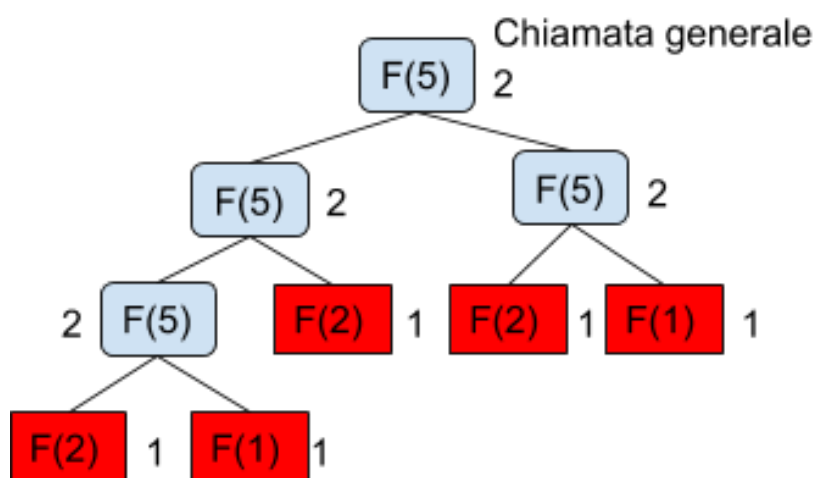 Chiamata generale
F(5) 2
F(5) 2 F(5) 2
2 F(5) F(2) 1 F(2) 1 F(1) 1
F(2) 1 F(1) 1